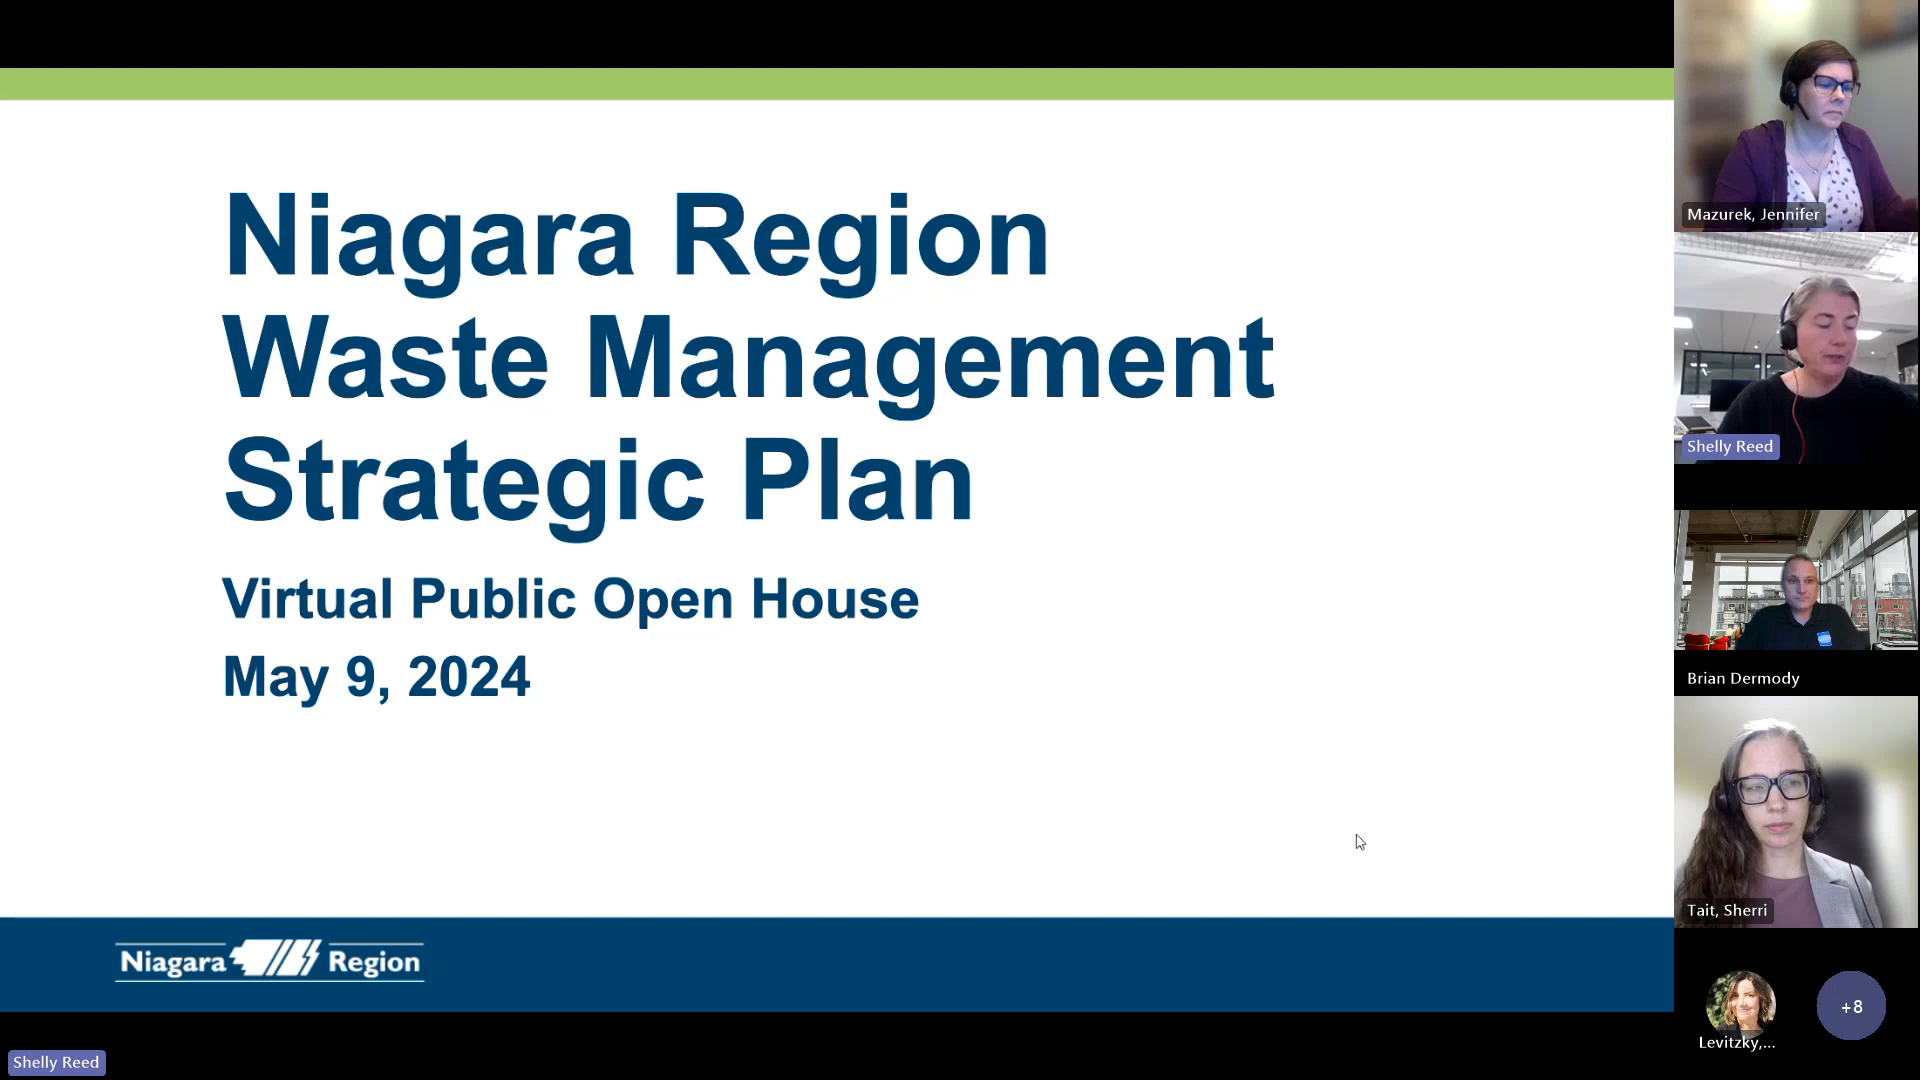 Niagara Region
Waste Management
Strategic Plan
Virtual Public Open House
May 9, 2024
Niagara Region
Shelly Reed
Mazurek, Jennifer
Shelly Reed
Brian Dermody
Tait, Sherri
Levitzky,...
+8